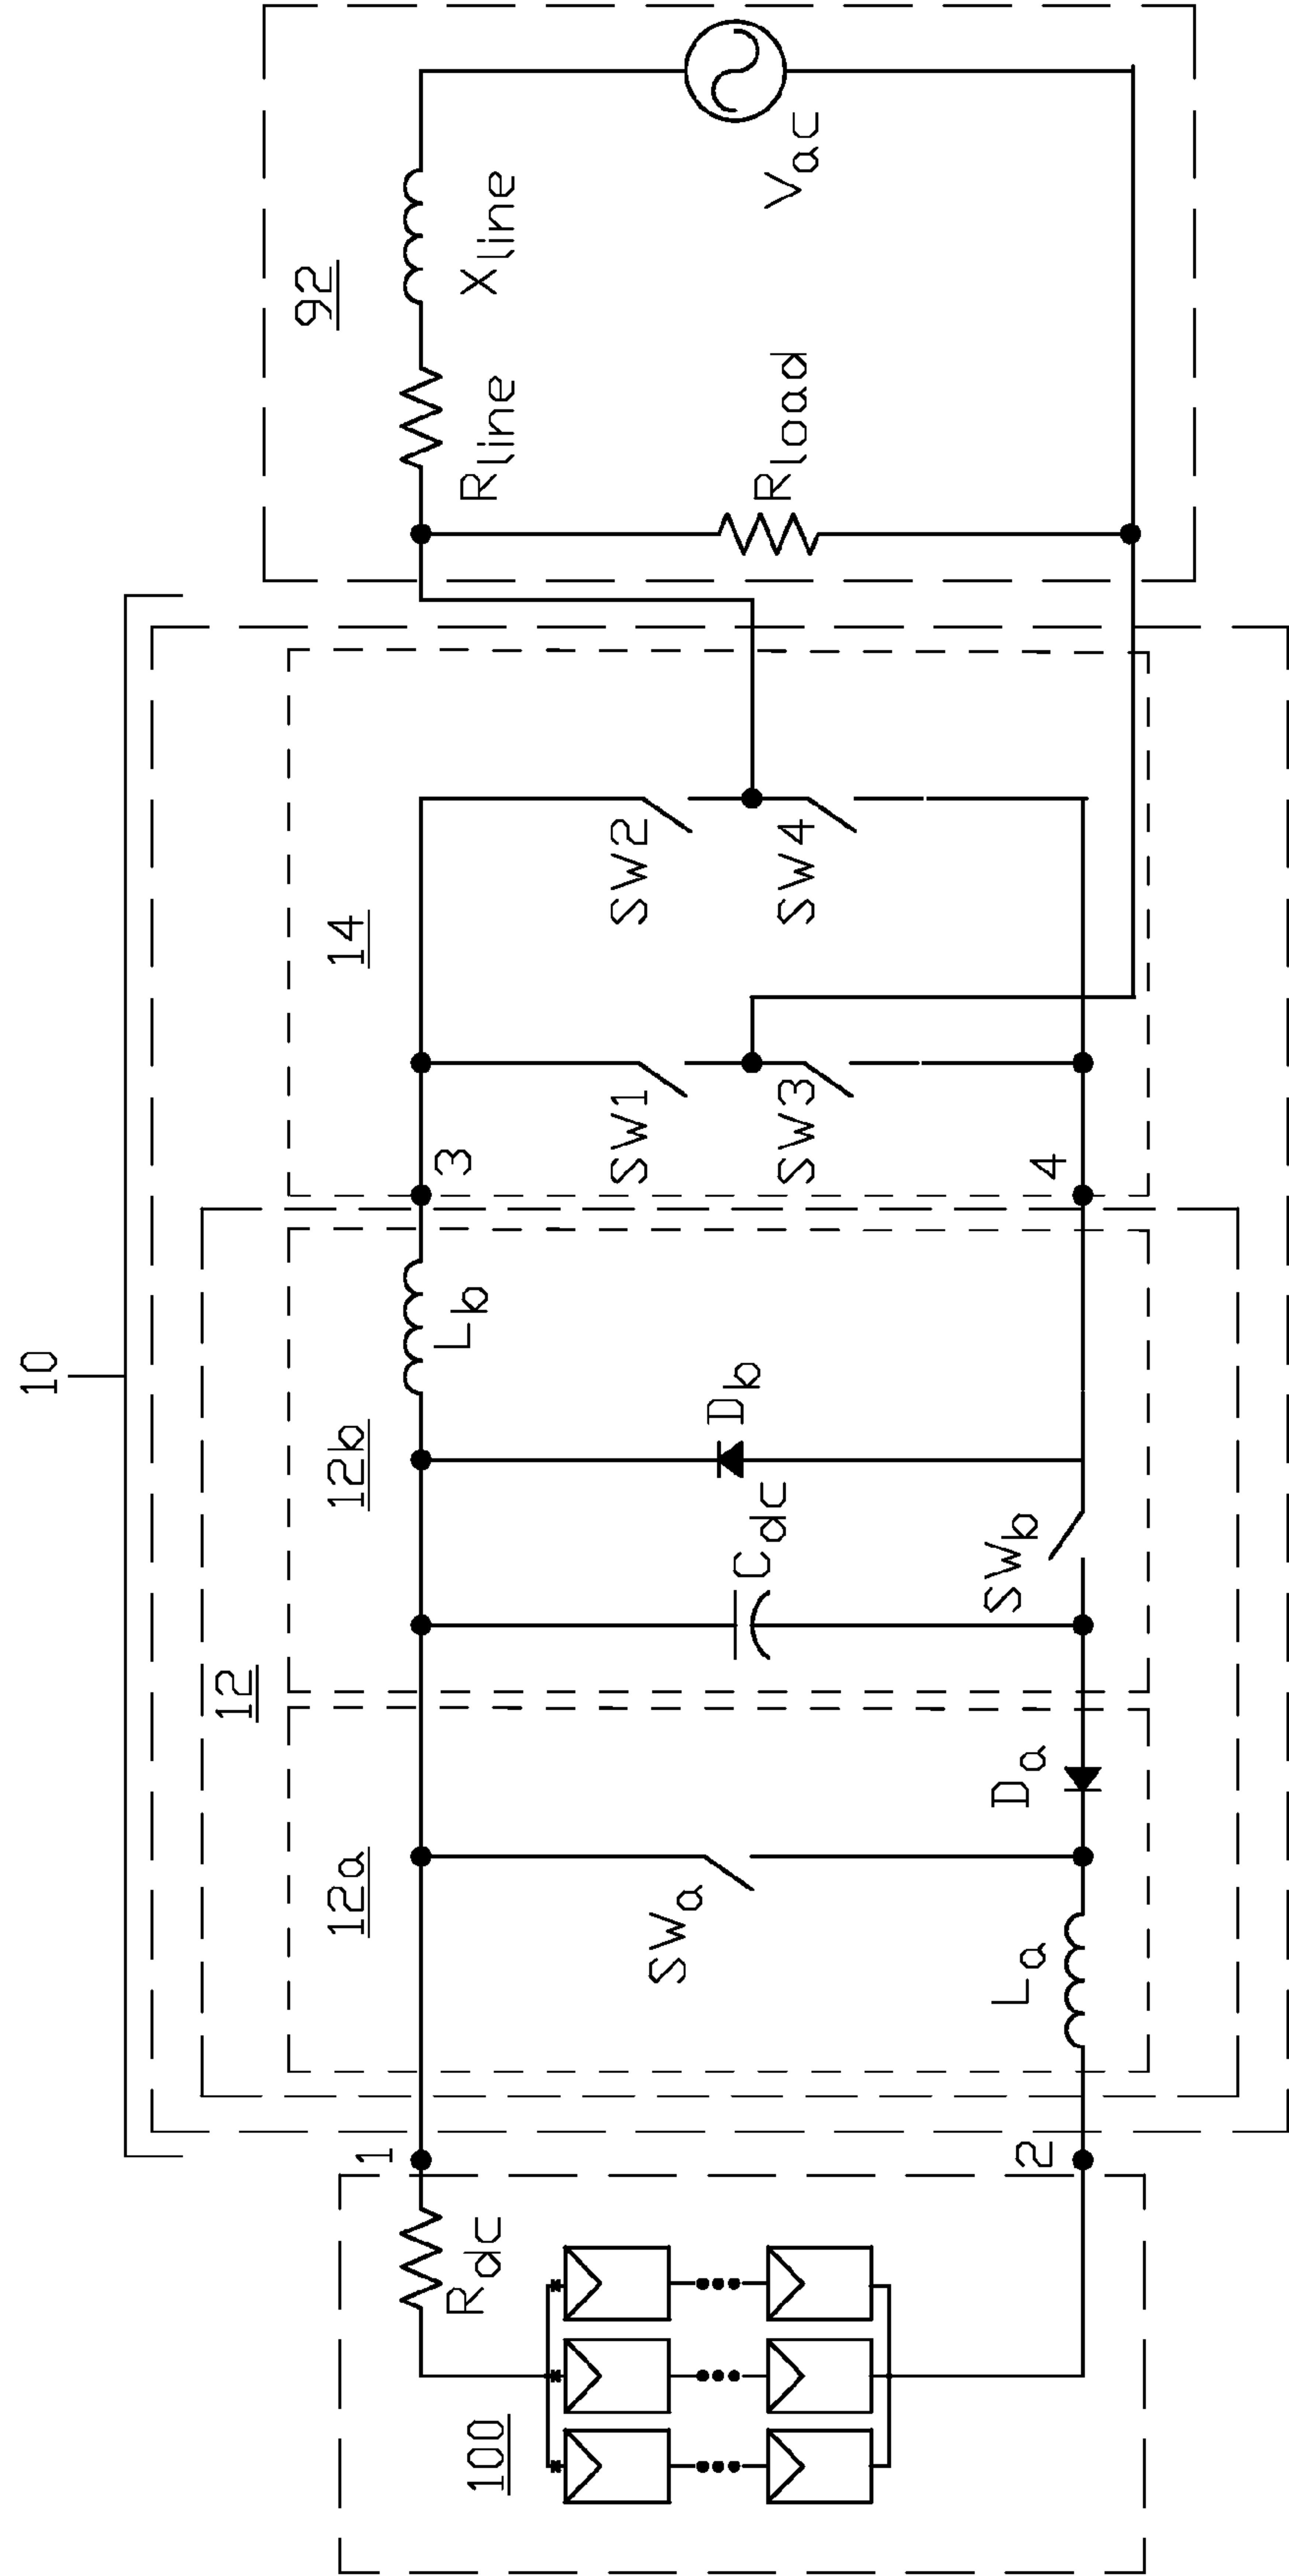 10
12
12a
12b
14
92
100
Rdc
1
2
SWa
La
Da
Cdc
SWb
Db
Lb
3
4
SW1
SW3
SW2
SW4
Rline
Xline
Rload
Vac